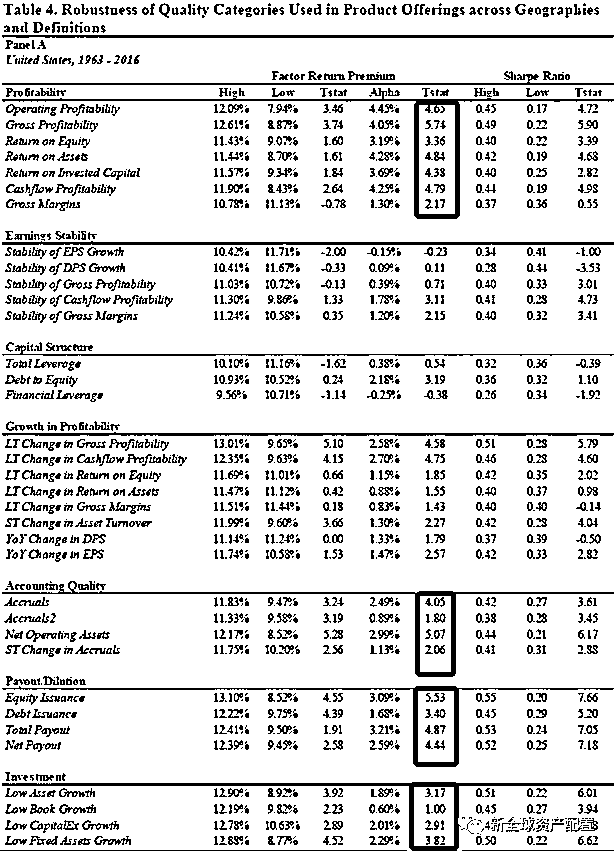 Table 4. Robustness of Quality Categories Used in Product Offerings across Geographies
and Definitions
Panel A
United States, 1963 - 2016
Factor Return Premium Sharpe Ratio
Profitability High Low Tstat Alpha Tstat High Low Tstat
Operating Profitability 12.09% 7.94% 3.46 4.45% 4.65 0.45 0.17 4.72
Gross Profitability 12.61% 8.87% 3.74 4.05% 5.74 0.49 0.22 5.90
Return on Equity 11.43% 9.07% 1.60 3.19% 3.36 0.40 0.22 3.39
Return on Assets 11.44% 8.70% 1.61 4.28% 4.84 0.42 0.19 4.68
Return on Invested Capital 11.57% 9.34% 1.84 3.69% 4.38 0.40 0.25 2.82
Cashflow Profitability 11.90% 8.43% 2.64 4.25% 4.79 0.44 0.19 4.98
Gross Margins 10.78% 11.13% -0.78 1.30% 2.17 0.37 0.36 0.55
Earnings Stability
Stability of EPS Growth 10.42% 11.71% -2.00 -0.15% -0.23 0.34 0.41 -1.00
Stability of DPS Growth 10.41% 11.67% -0.33 0.09% 0.11 0.28 0.44 -3.53
Stability of Gross Profitability 11.03% 10.72% -0.13 0.39% 0.71 0.40 0.33 3.01
Stability of Cashflow Profitability 11.30% 9.86% 1.33 1.78% 3.11 0.41 0.28 4.73
Stability of Gross Margins 11.24% 10.58% 0.35 1.20% 2.15 0.40 0.32 3.41
Capital Structure
Total Leverage 10.10% 11.16% -1.62 0.38% 0.54 0.32 0.36 -0.39
Debt to Equity 10.93% 10.52% 0.24 2.18% 3.19 0.36 0.32 1.10
Financial Leverage 9.56% 10.71% -1.14 -0.25% -0.38 0.26 0.34 -1.92
Growth in Profitability
LT Change in Gross Profitability 13.01% 9.65% 5.10 2.58% 4.58 0.51 0.28 5.79
LT Change in Cashflow Profitability 12.35% 9.63% 4.15 2.70% 4.75 0.46 0.28 4.60
LT Change in Return on Equity 11.69% 11.01% 0.66 1.15% 1.85 0.42 0.35 2.02
LT Change in Return on Assets 11.47% 11.12% 0.42 0.88% 1.55 0.40 0.37 0.98
LT Change in Gross Margins 11.51% 11.44% 0.18 0.83% 1.43 0.40 0.40 -0.14
ST Change in Asset Turnover 11.99% 9.60% 3.66 1.30% 2.27 0.42 0.28 4.04
YoY Change in DPS 11.14% 11.24% 0.00 1.33% 1.79 0.37 0.39 -0.50
YoY Change in EPS 11.74% 10.58% 1.53 1.47% 2.57 0.42 0.33 2.82
Accounting Quality
Accruals 11.83% 9.47% 3.24 2.49% 4.05 0.42 0.27 3.61
Accruals2 11.33% 9.58% 3.19 0.89% 1.80 0.38 0.28 3.45
Net Operating Assets 12.17% 8.52% 5.28 2.99% 5.07 0.44 0.21 6.17
ST Change in Accruals 11.75% 10.20% 2.56 1.13% 2.06 0.41 0.31 2.88
Payout/Dilution
Equity Issuance 13.10% 8.52% 4.55 3.09% 5.53 0.55 0.20 7.66
Debt Issuance 12.22% 9.75% 4.39 1.68% 3.40 0.45 0.29 5.20
Total Payout 12.41% 9.50% 1.91 3.21% 4.87 0.53 0.24 7.05
Net Payout 12.39% 9.45% 2.58 2.59% 4.44 0.52 0.25 7.18
Investment
Low Asset Growth 12.90% 8.92% 3.92 1.89% 3.17 0.51 0.22 6.01
Low Book Growth 12.19% 9.82% 2.23 0.60% 1.00 0.45 0.27 3.94
Low CapitalEx Growth 12.78% 10.63% 2.89 2.01% 2.91 新全球资产配置
Low Fixed Assets Growth 12.88% 8.77% 4.52 2.29% 3.82 0.50 0.22 6.62